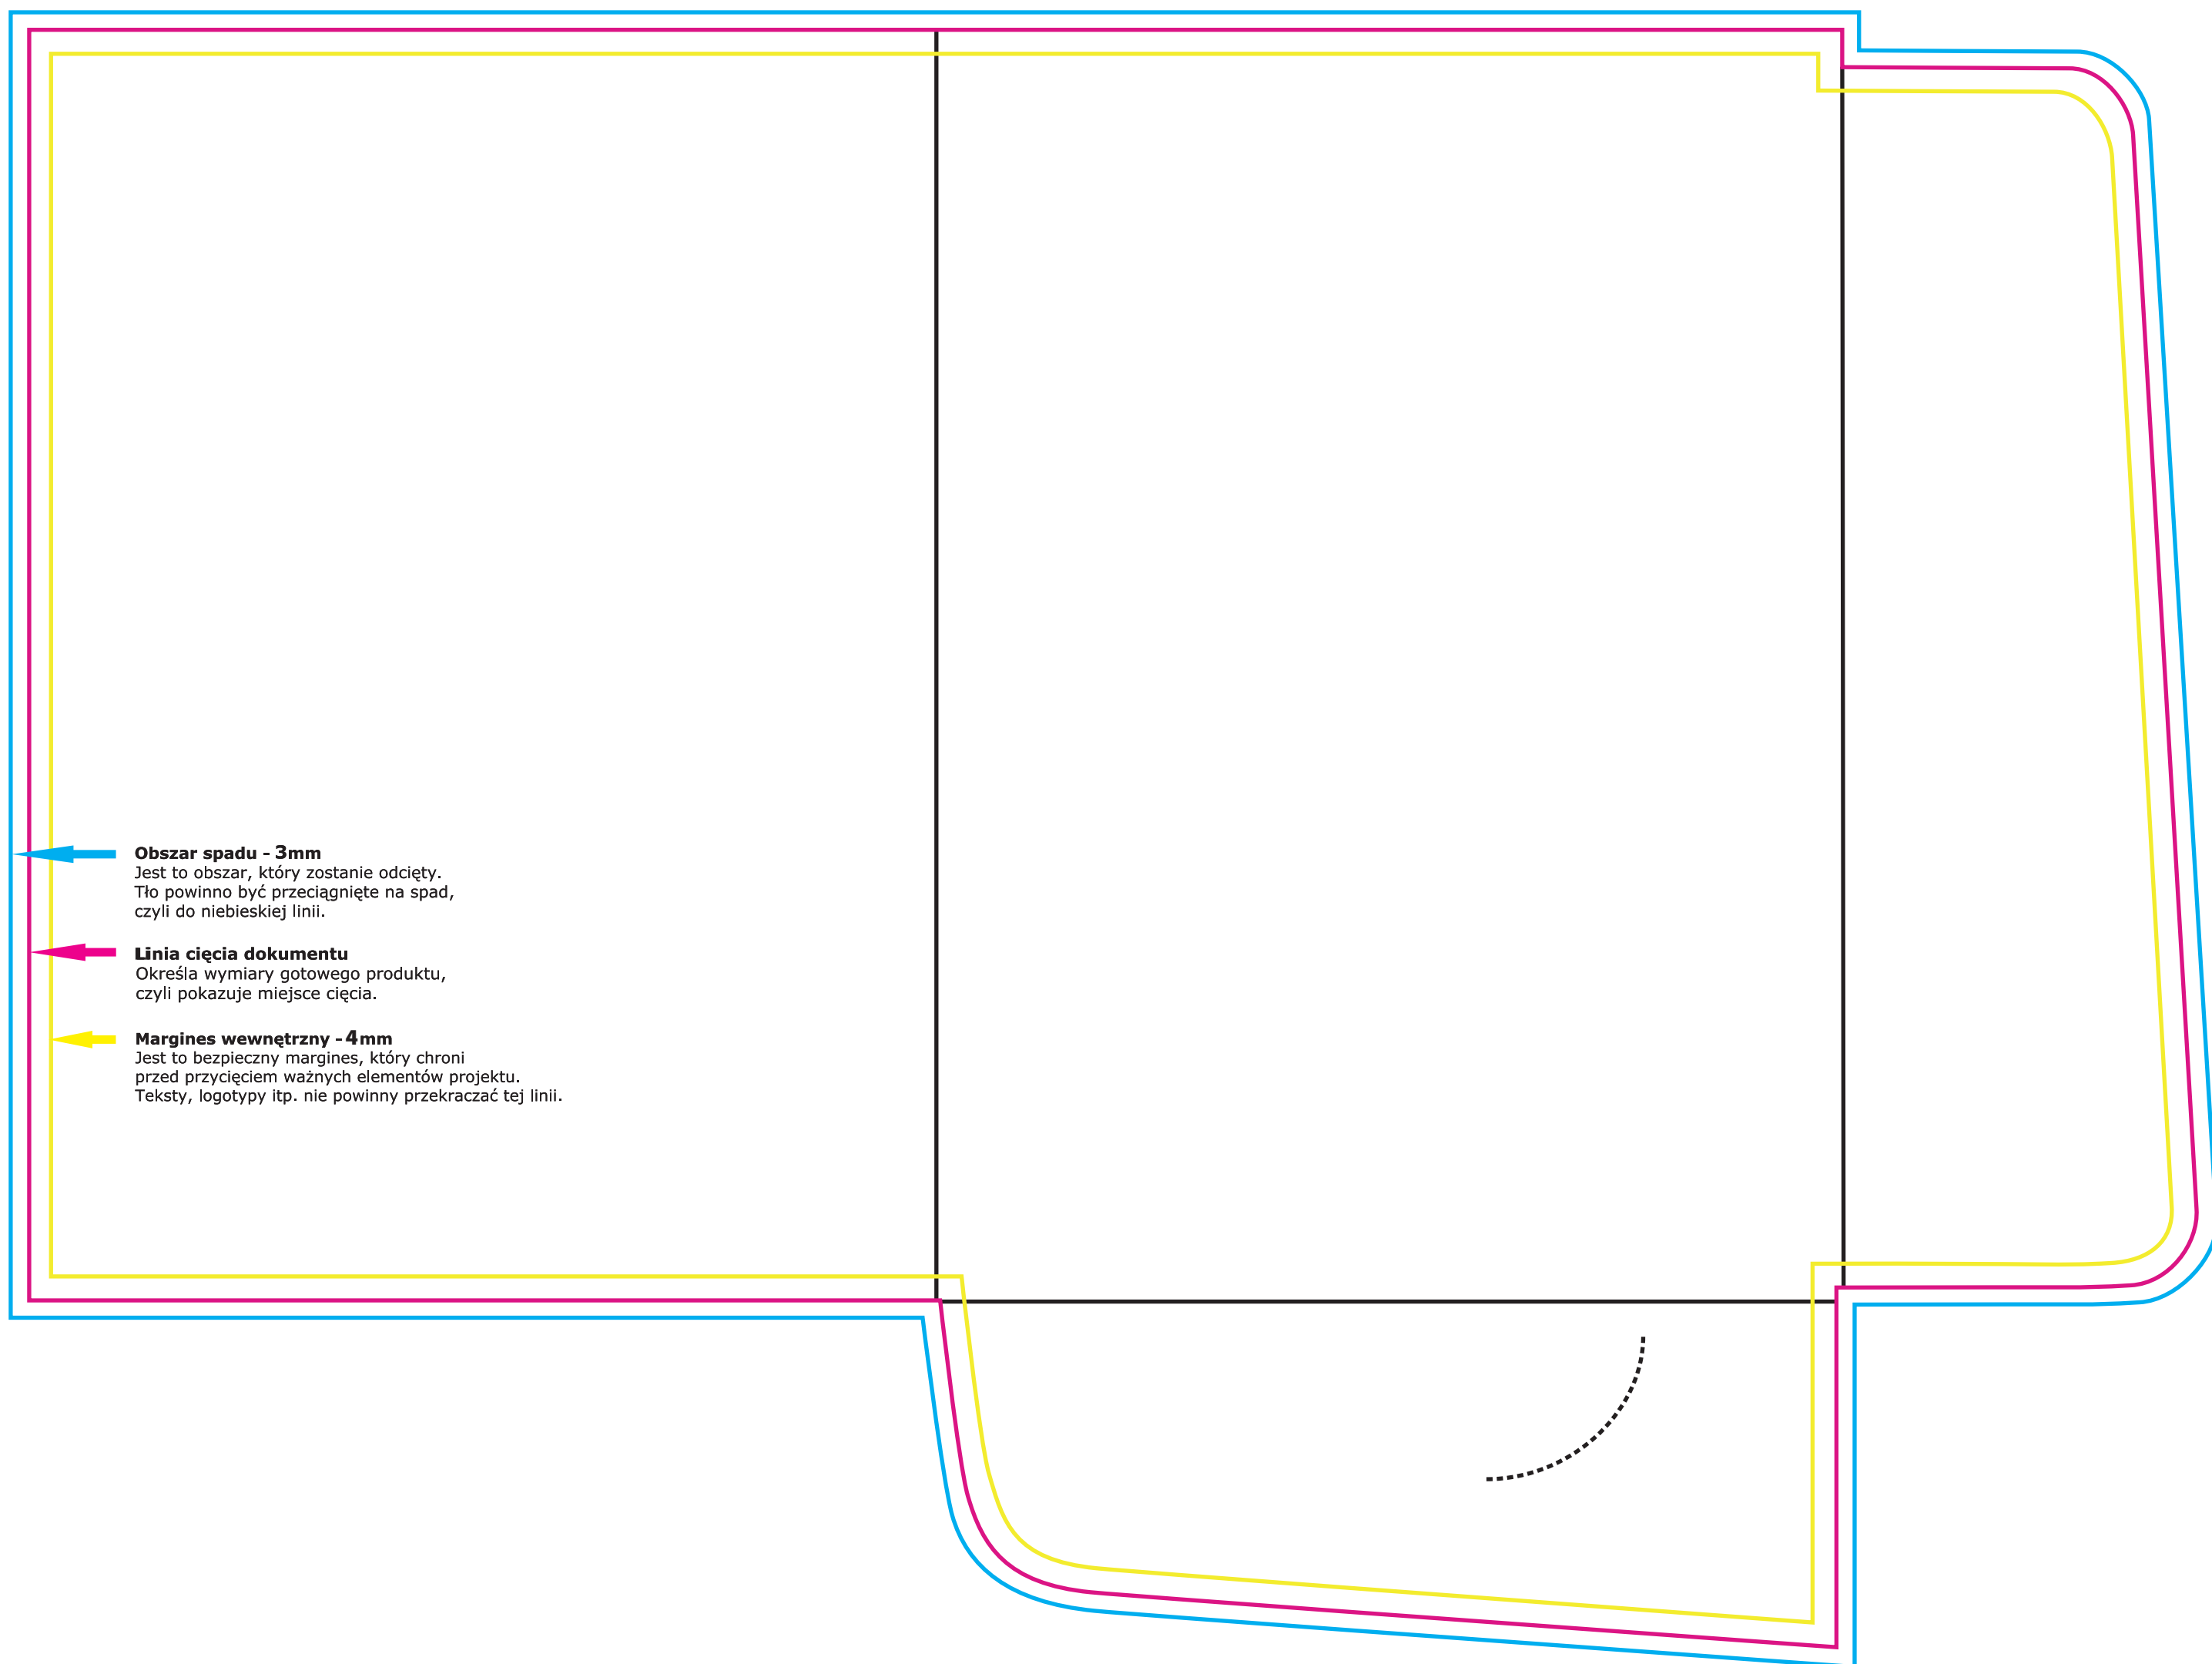 Obszar spadu - 3mm
Jest to obszar, który zostanie odcięty.
Tło powinno być przeciągnięte na spad,
czyli do niebieskiej linii.
Linia cięcia dokumentu
Określa wymiary gotowego produktu,
czyli pokazuje miejsce cięcia.
Margines wewnętrzny - 4mm
Jest to bezpieczny margines, który chroni
przed przycięciem ważnych elementów projektu.
Teksty, logotypy itp. nie powinny przekraczać tej linii.